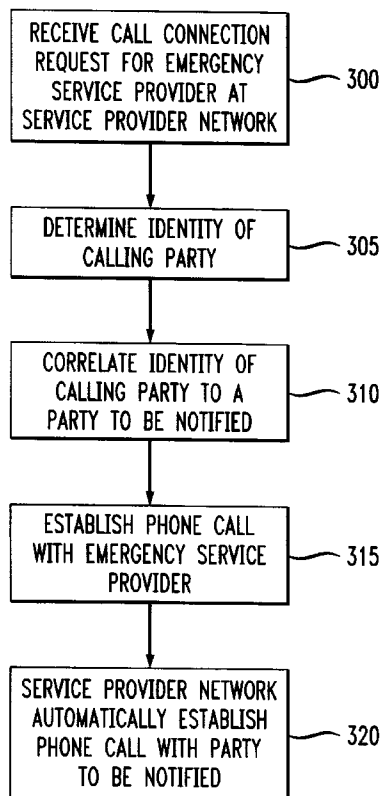 RECEIVE CALL CONNECTION
REQUEST FOR EMERGENCY
SERVICE PROVIDER AT
SERVICE PROVIDER NETWORK
300
DETERMINE IDENTITY OF
CALLING PARTY
305
CORRELATE IDENTITY OF
CALLING PARTY TO A
PARTY TO BE NOTIFIED
310
ESTABLISH PHONE CALL
WITH EMERGENCY SERVICE
PROVIDER
315
SERVICE PROVIDER NETWORK
AUTOMATICALLY ESTABLISH
PHONE CALL WITH PARTY
TO BE NOTIFIED
320